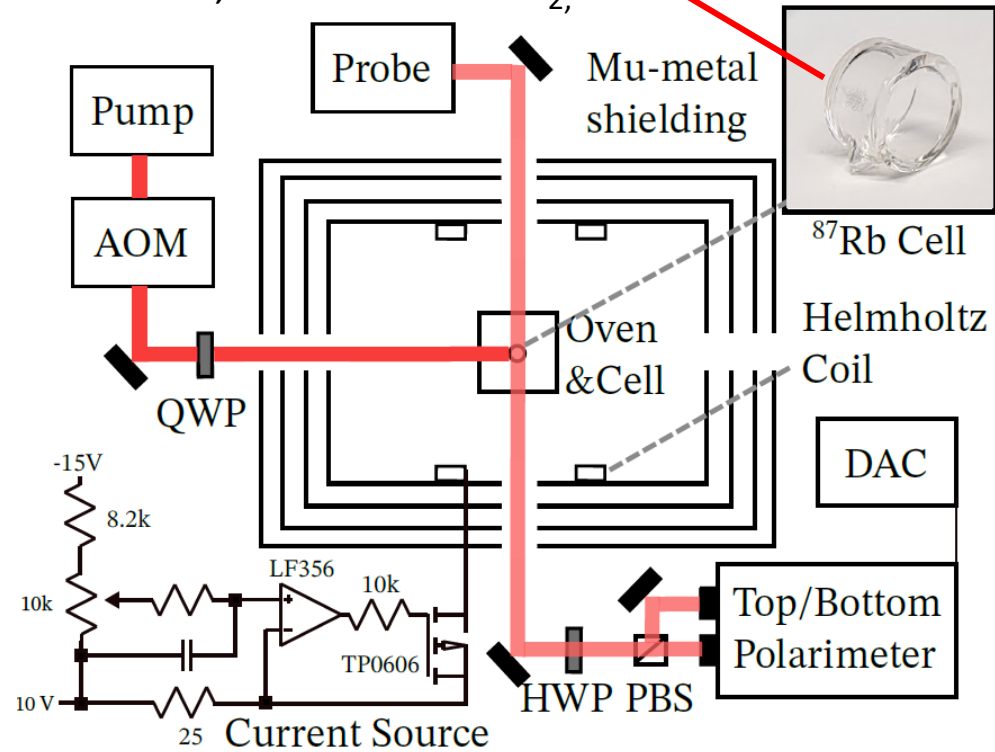 2,
Probe
Mu-metal
shielding
Pump
AOM
⁸⁷Rb Cell
Oven
&Cell
Helmholtz
Coil
QWP
DAC
-15V
8.2k
LF356
10k
10k
TP0606
Top/Bottom
Polarimeter
HWP PBS
10 V
25
Current Source